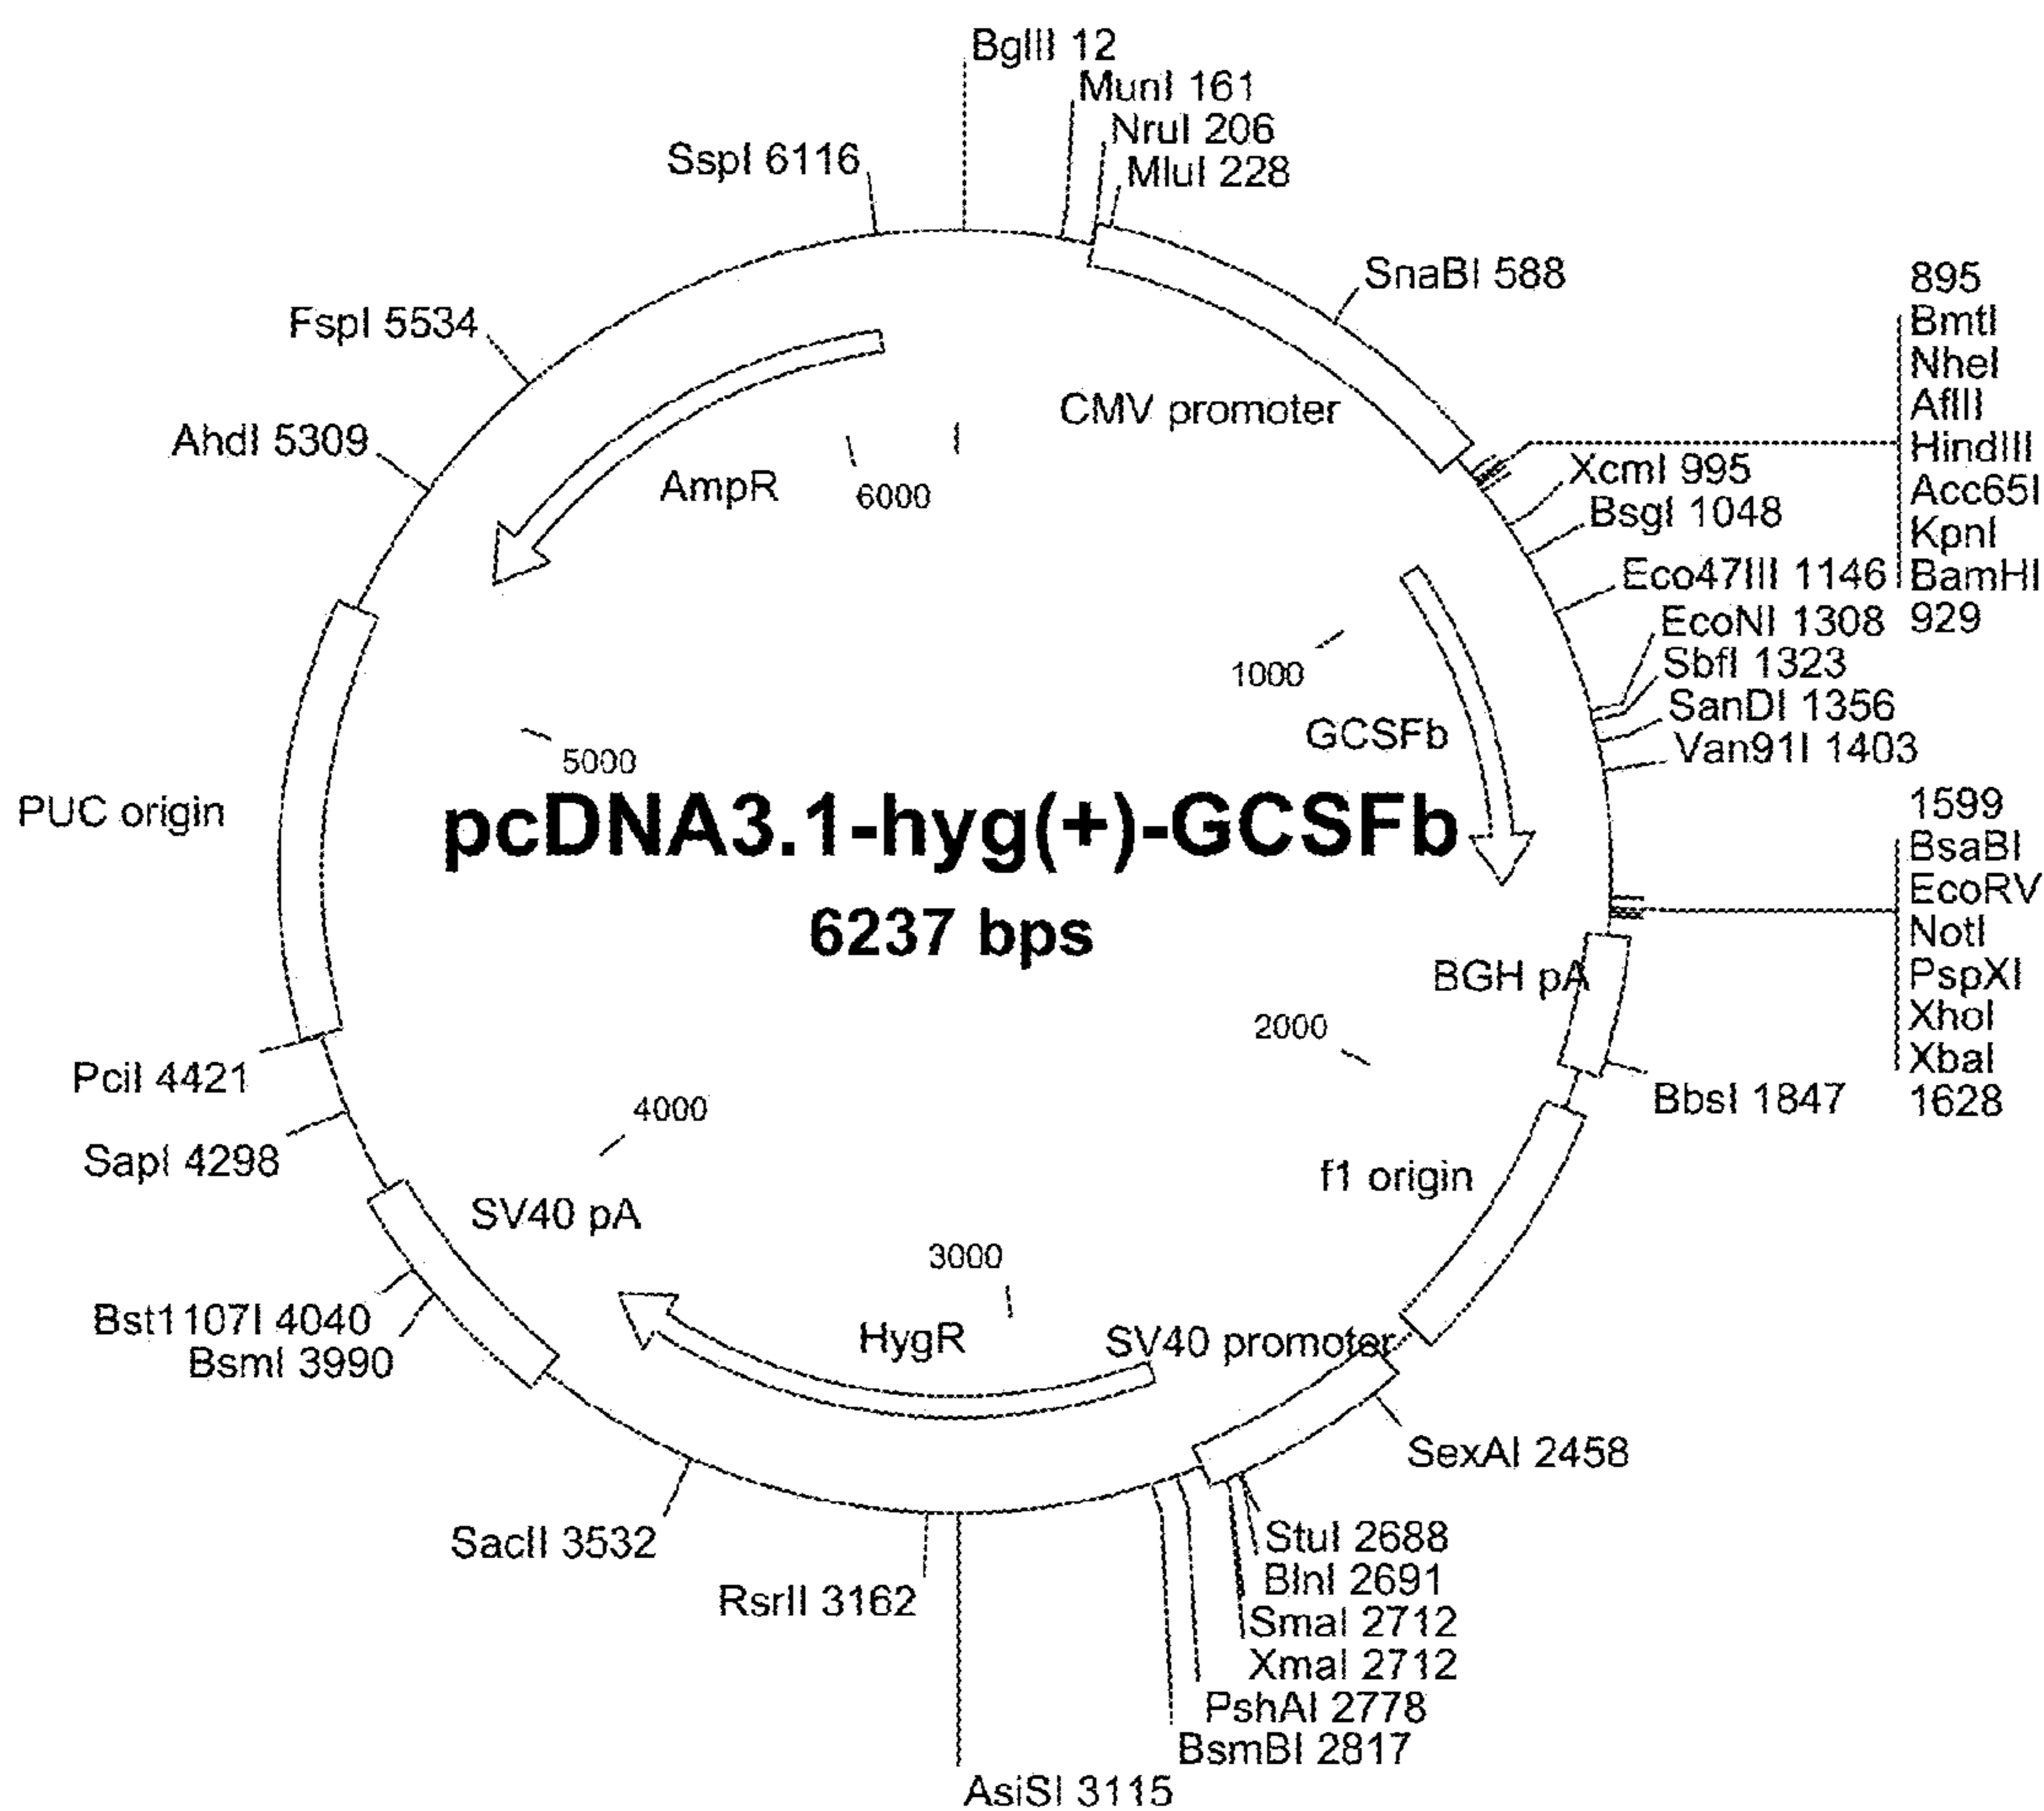 BglII 12
MunI 161
NruI 206
MluI 228
SspI 6116
SnaBI 588
895
BmtI
NheI
AflII
HindIII
Acc65I
KpnI
BamHI
929
FspI 5534
CMV promoter
AhdI 5309
XcmI 995
BsgI 1048
AmpR
6000
Eco47III 1146
EcoNI 1308
SbfI 1323
SanDI 1356
Van91I 1403
1000
GCSFb
5000
PUC origin
pcDNA3.1-hyg(+)-GCSFb
6237 bps
1599
BsaBI
EcoRV
NotI
PspXI
XhoI
XbaI
1628
BGH pA
2000
BbsI 1847
PciI 4421
4000
SapI 4298
f1 origin
SV40 pA
3000
Bst1107I 4040
BsmI 3990
HygR
SV40 promoter
SexAI 2458
SacII 3532
StuI 2688
BlnI 2691
RsrII 3162
SmaI 2712
XmaI 2712
PshAI 2778
BsmBI 2817
AsiSI 3115